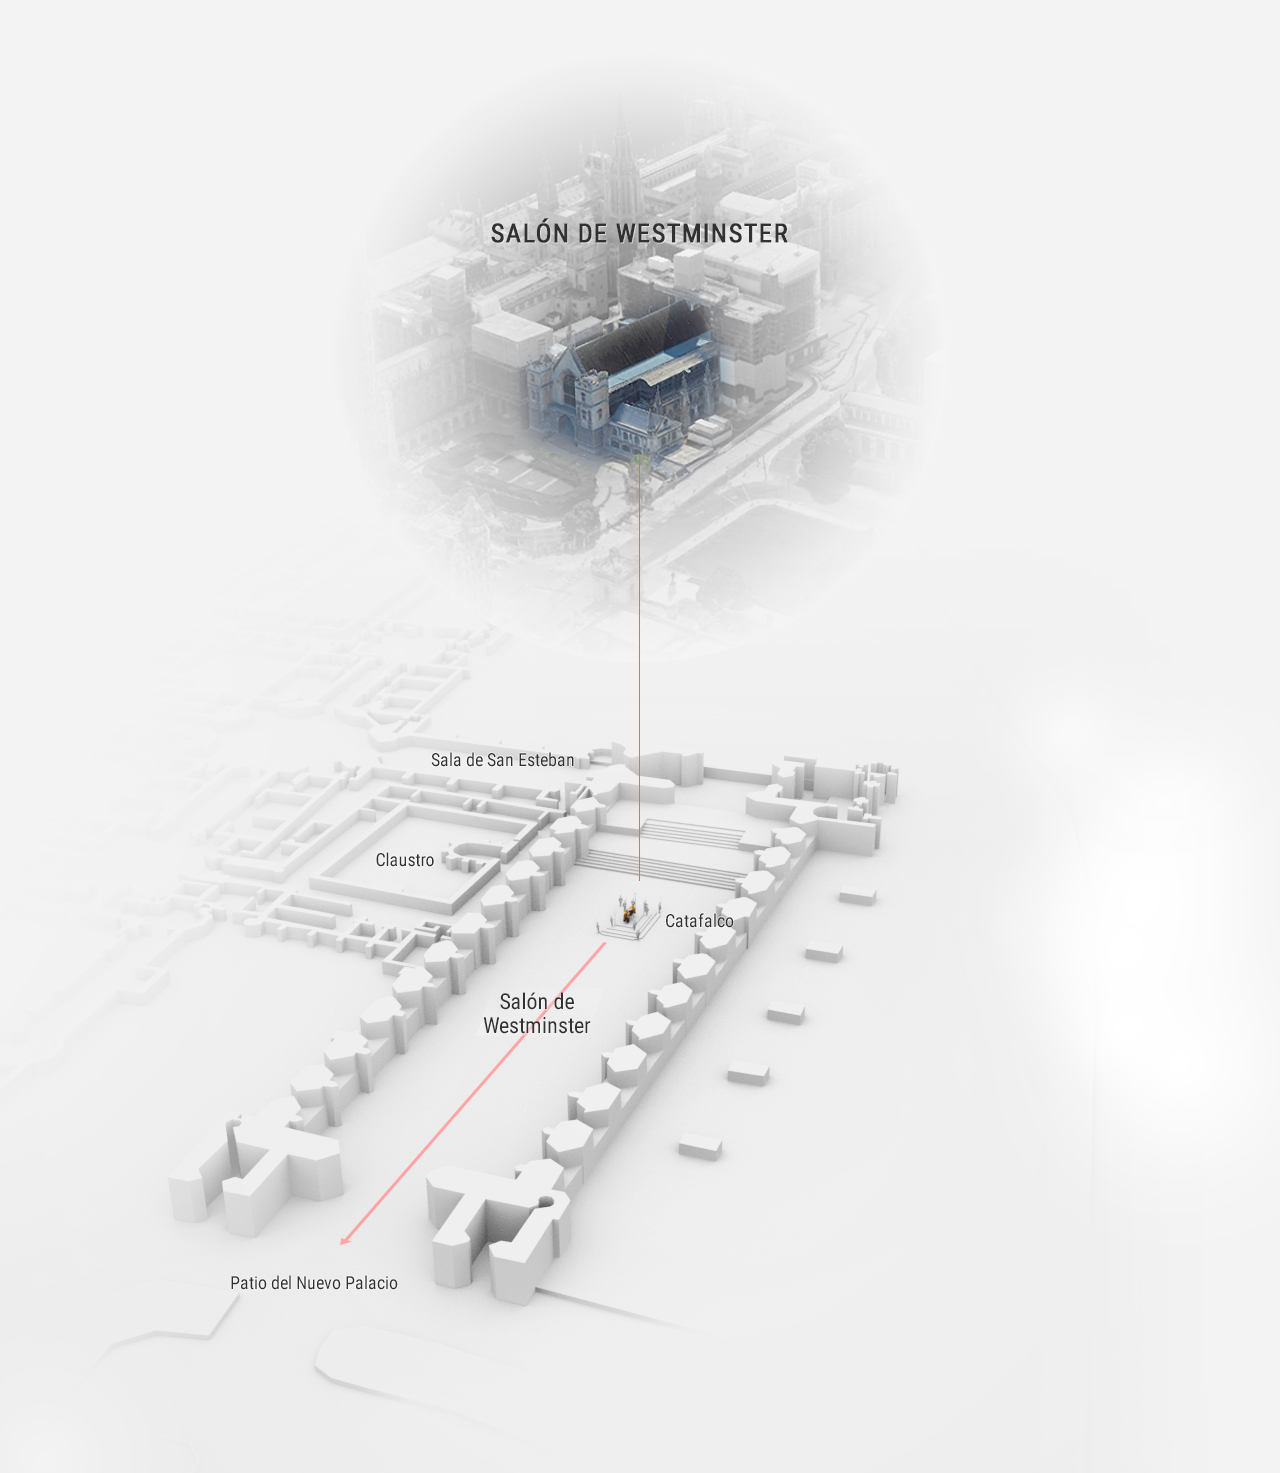 SALÓN DE WESTMINSTER
Sala de San Esteban
Claustro
Catafalco
Salón de
Westminster
Patio del Nuevo Palacio